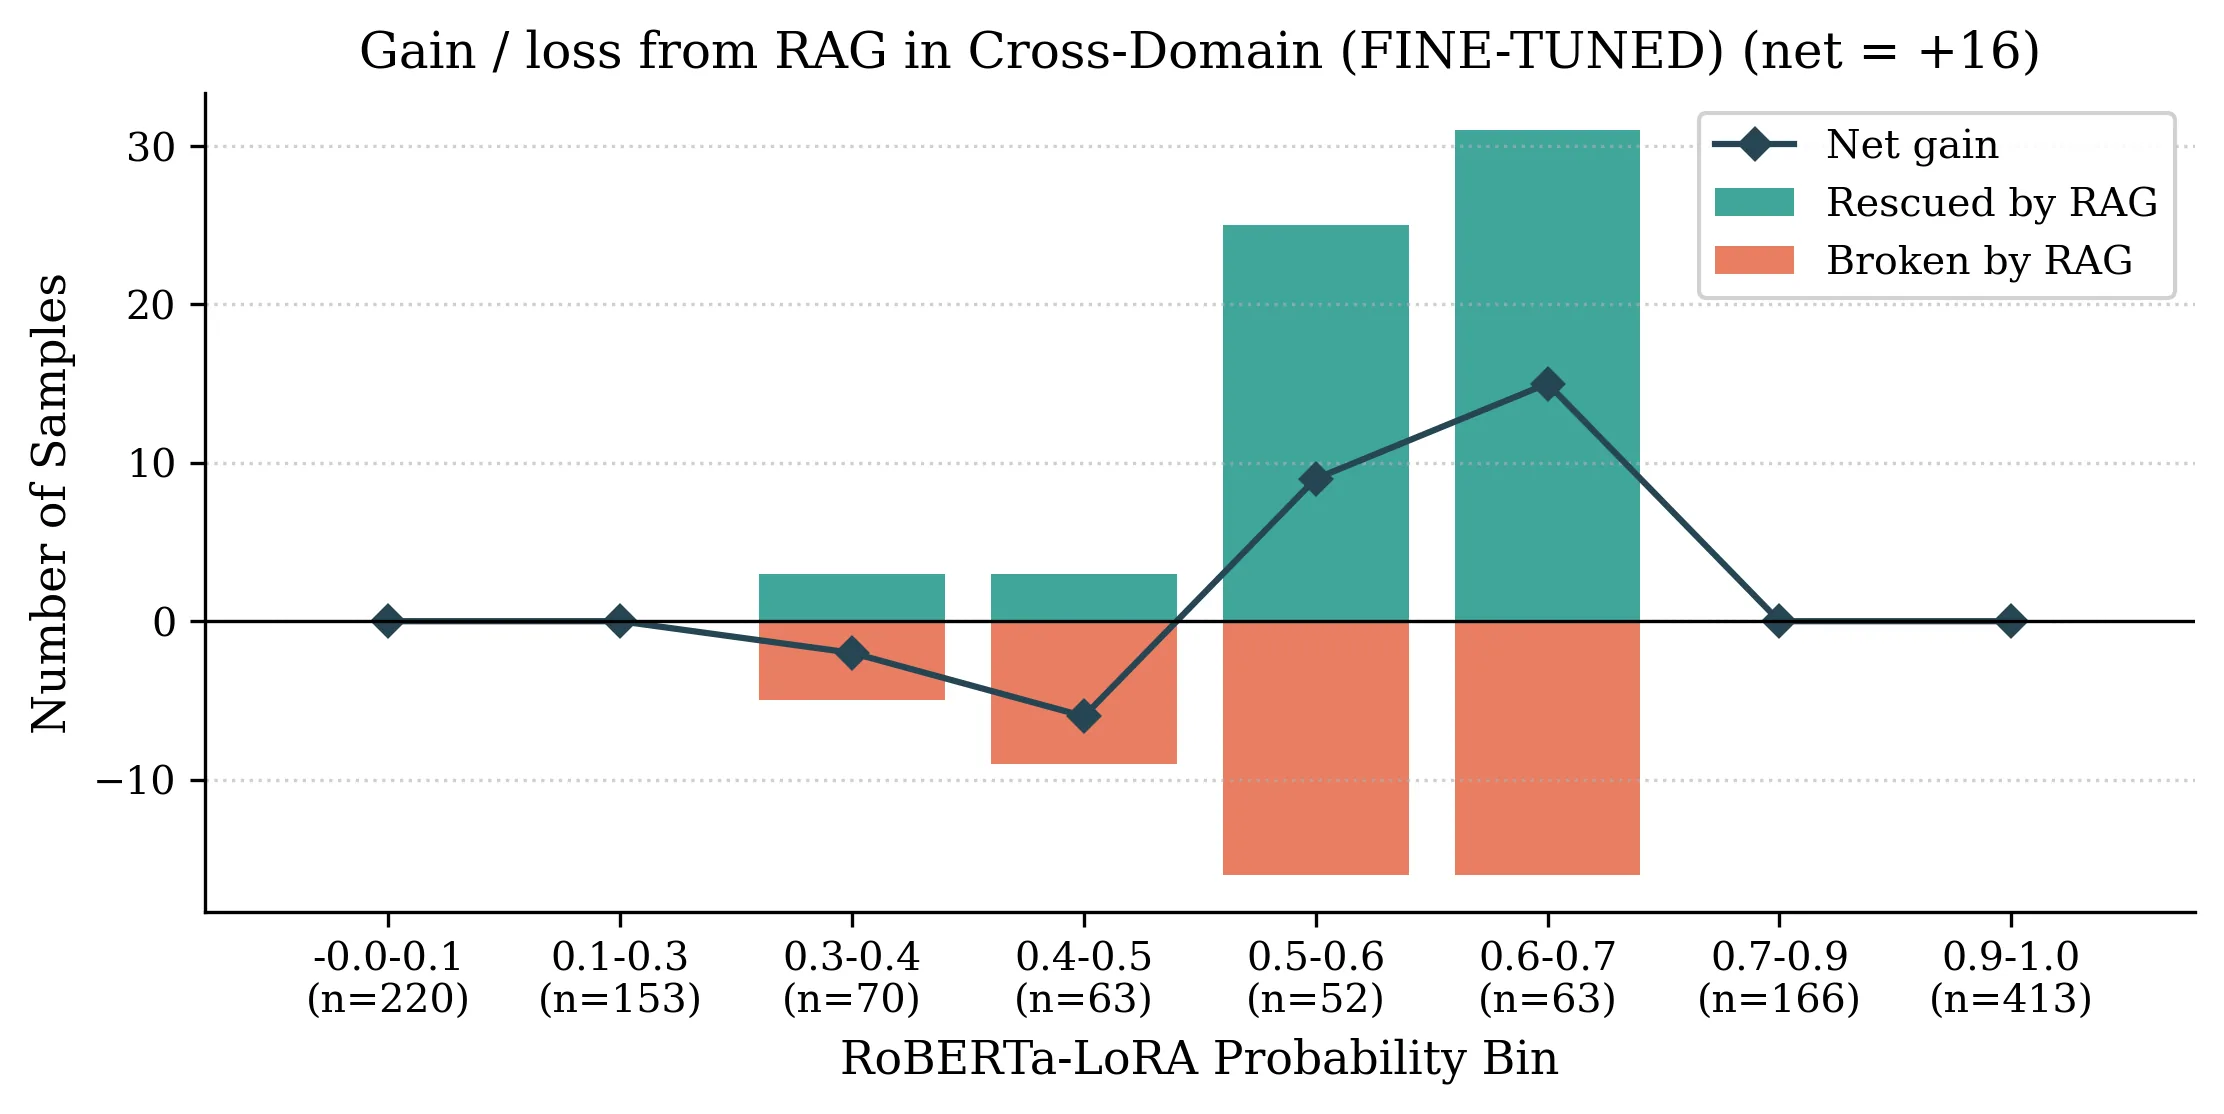 Gain / loss from RAG in Cross-Domain (FINE-TUNED) (net = +16)
Net gain
Rescued by RAG
Broken by RAG
Number of Samples
30
20
10
0
−10
-0.0-0.1 0.1-0.3 0.3-0.4 0.4-0.5 0.5-0.6 0.6-0.7 0.7-0.9 0.9-1.0
(n=220) (n=153) (n=70) (n=63) (n=52) (n=63) (n=166) (n=413)
RoBERTa-LoRA Probability Bin